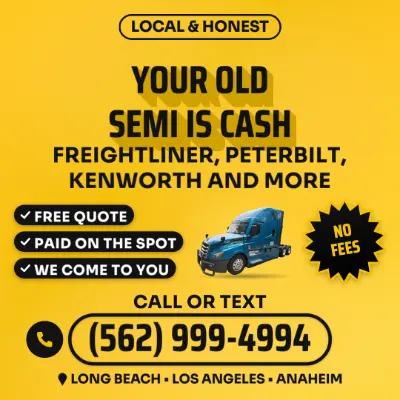 LOCAL & HONEST
YOUR OLD
SEMI IS CASH
FREIGHTLINER, PETERBILT,
KENWORTH AND MORE
FREE QUOTE
PAID ON THE SPOT
WE COME TO YOU
NO
FEES
CALL OR TEXT
(562) 999-4994
LONG BEACH • LOS ANGELES • ANAHEIM